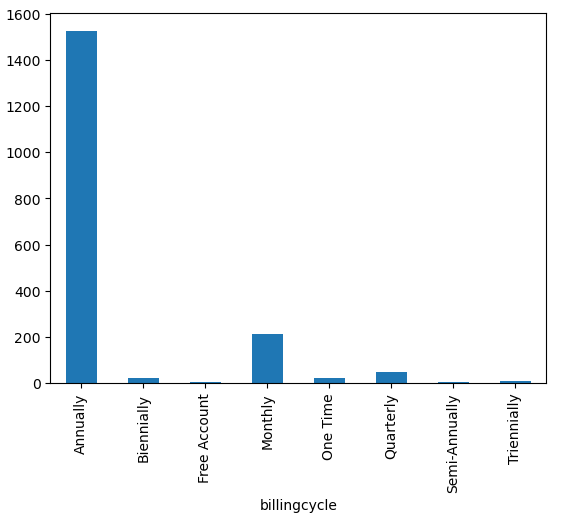 1600
1400
1200
1000
800
600
400
200
0
Annually
Biennially
Free Account
Monthly
One Time
Quarterly
Semi-Annually
Triennially
billingcycle